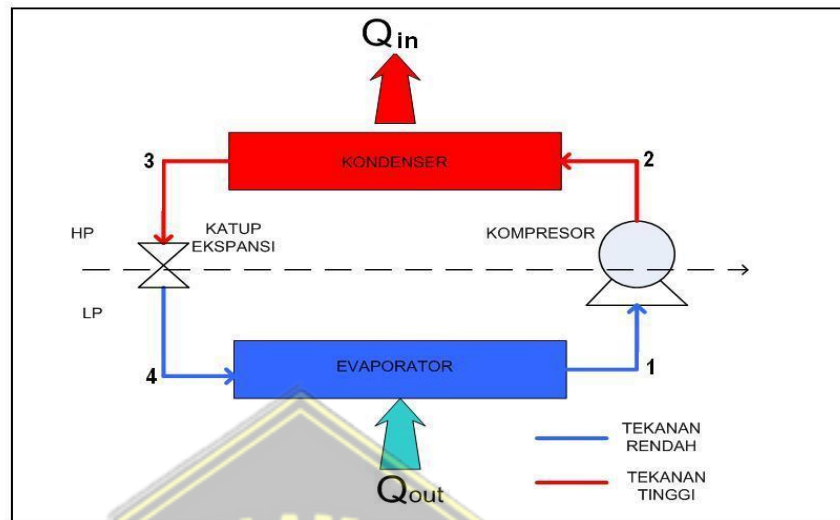 Qin
3
KONDENSER
2
HP
KATUP
EKSPANSI
KOMPRESOR
LP
4
EVAPORATOR
1
TEKANAN
RENDAH
Qout
TEKANAN
TINGGI